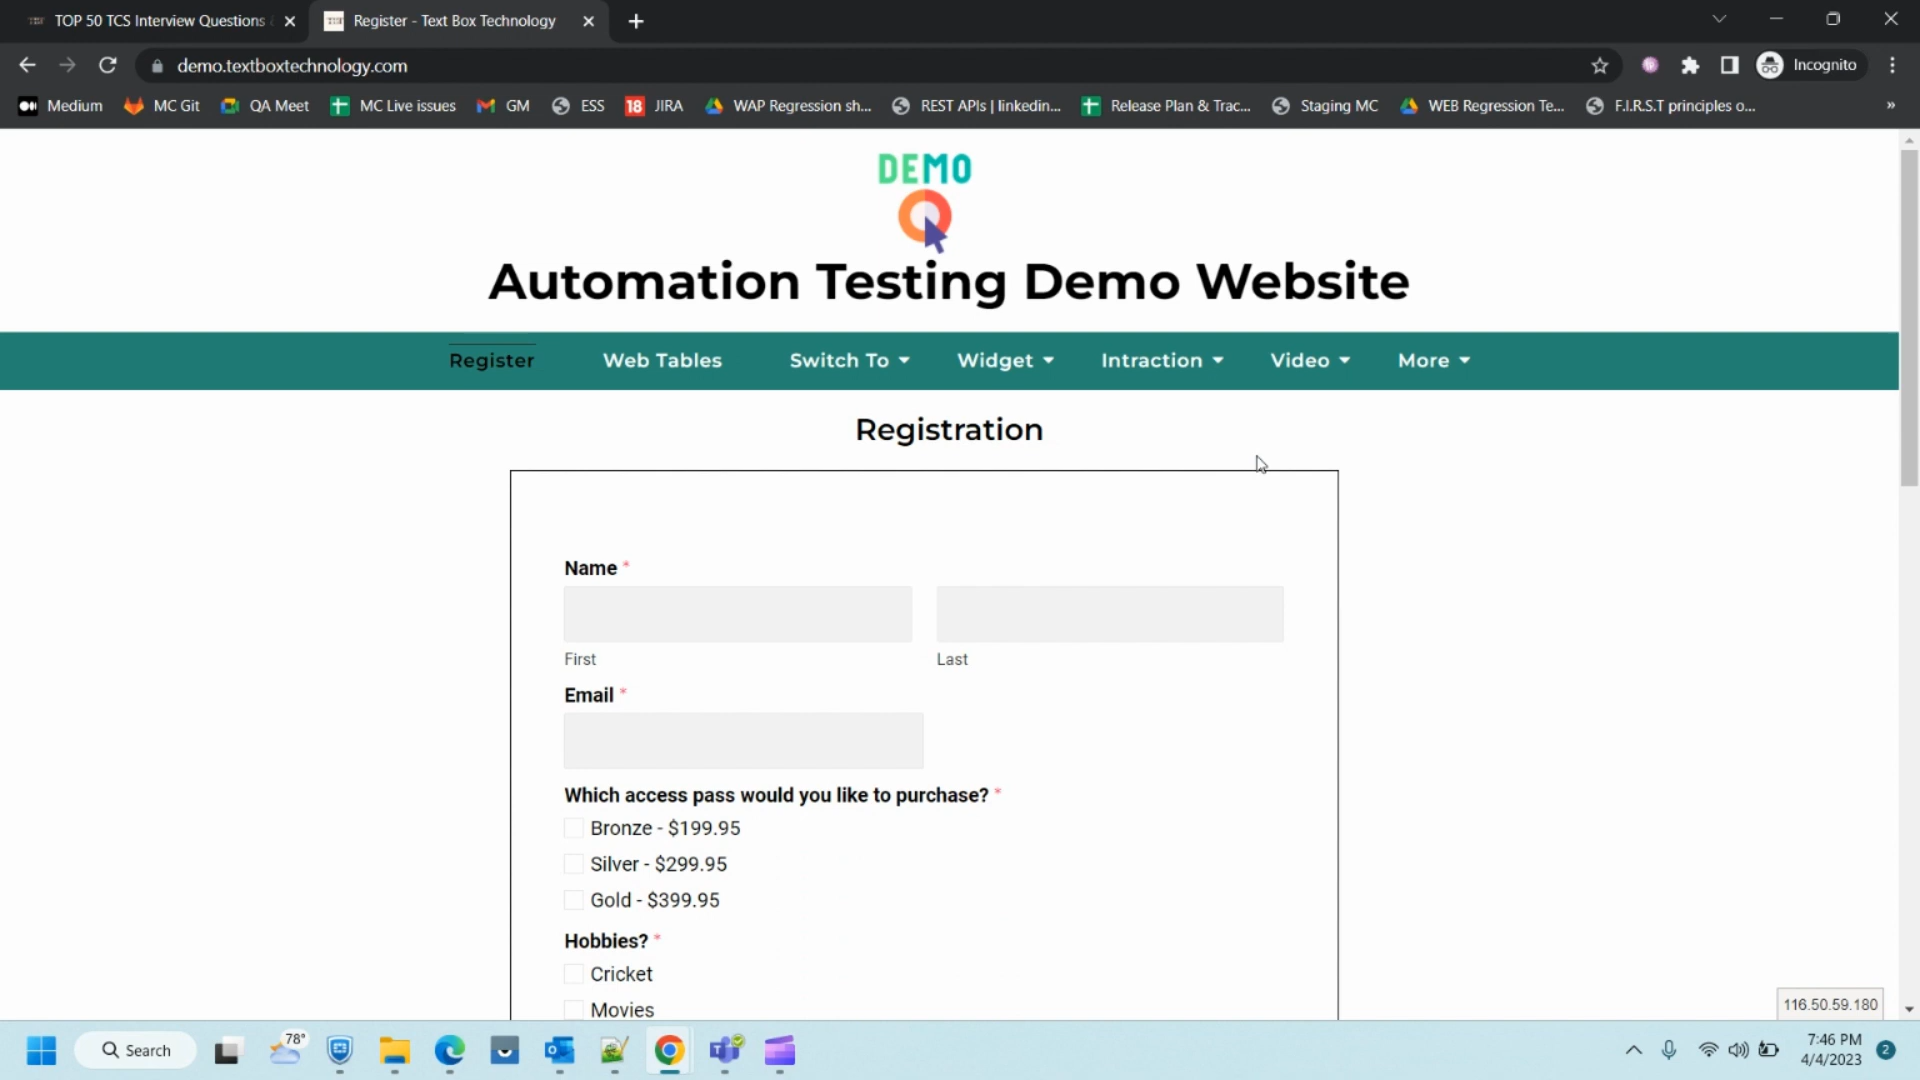 TOP 50 TCS Interview Questions
Register - Text Box Technology
demo.textboxtechnology.com
Incognito
Medium
MC Git
QA Meet
MC Live issues
GM
ESS
18
JIRA
WAP Regression sh...
REST APIs | linkedin...
Release Plan & Trac...
Staging MC
WEB Regression Te...
F.I.R.S.T principles o...
»
DEMO
Automation Testing Demo Website
Register
Web Tables
Switch To
Widget
Intraction
Video
More
Registration
Name *
First
Last
Email *
Which access pass would you like to purchase? *
Bronze - $199.95
Silver - $299.95
Gold - $399.95
Hobbies? *
Cricket
Movies
116.50.59.180
Search
78°
7:46 PM
4/4/2023
2